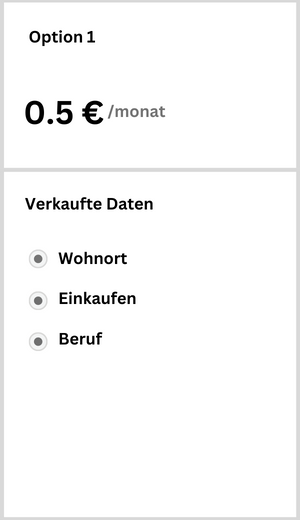 Option 1
0.5 € /monat
Verkaufte Daten
Wohnort
Einkaufen
Beruf